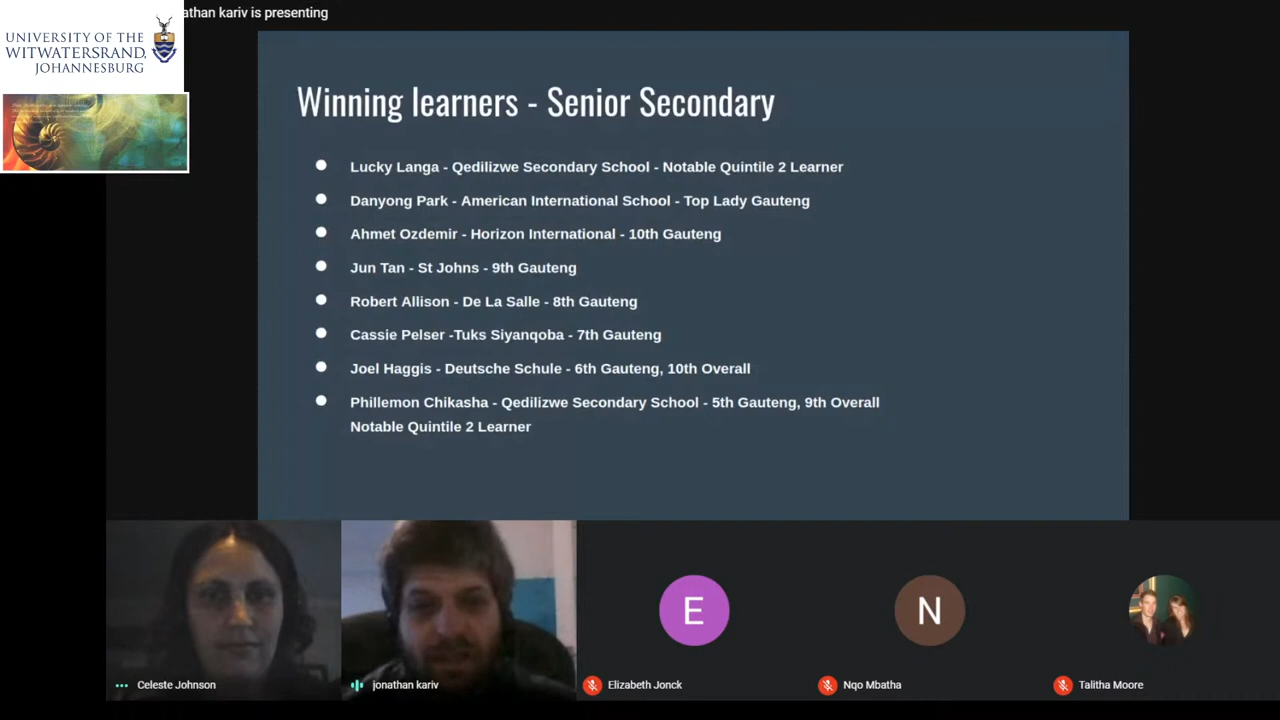 athan kariv is presenting
UNIVERSITY OF THE
WITWATERSRAND,
JOHANNESBURG
Winning learners - Senior Secondary
Lucky Langa - Qedilizwe Secondary School - Notable Quintile 2 Learner
Danyong Park - American International School - Top Lady Gauteng
Ahmet Ozdemir - Horizon International - 10th Gauteng
Jun Tan - St Johns - 9th Gauteng
Robert Allison - De La Salle - 8th Gauteng
Cassie Pelser -Tuks Siyanqoba - 7th Gauteng
Joel Haggis - Deutsche Schule - 6th Gauteng, 10th Overall
Phillemon Chikasha - Qedilizwe Secondary School - 5th Gauteng, 9th Overall
Notable Quintile 2 Learner
E
N
Celeste Johnson
jonathan kariv
Elizabeth Jonck
Nqo Mbatha
Talitha Moore